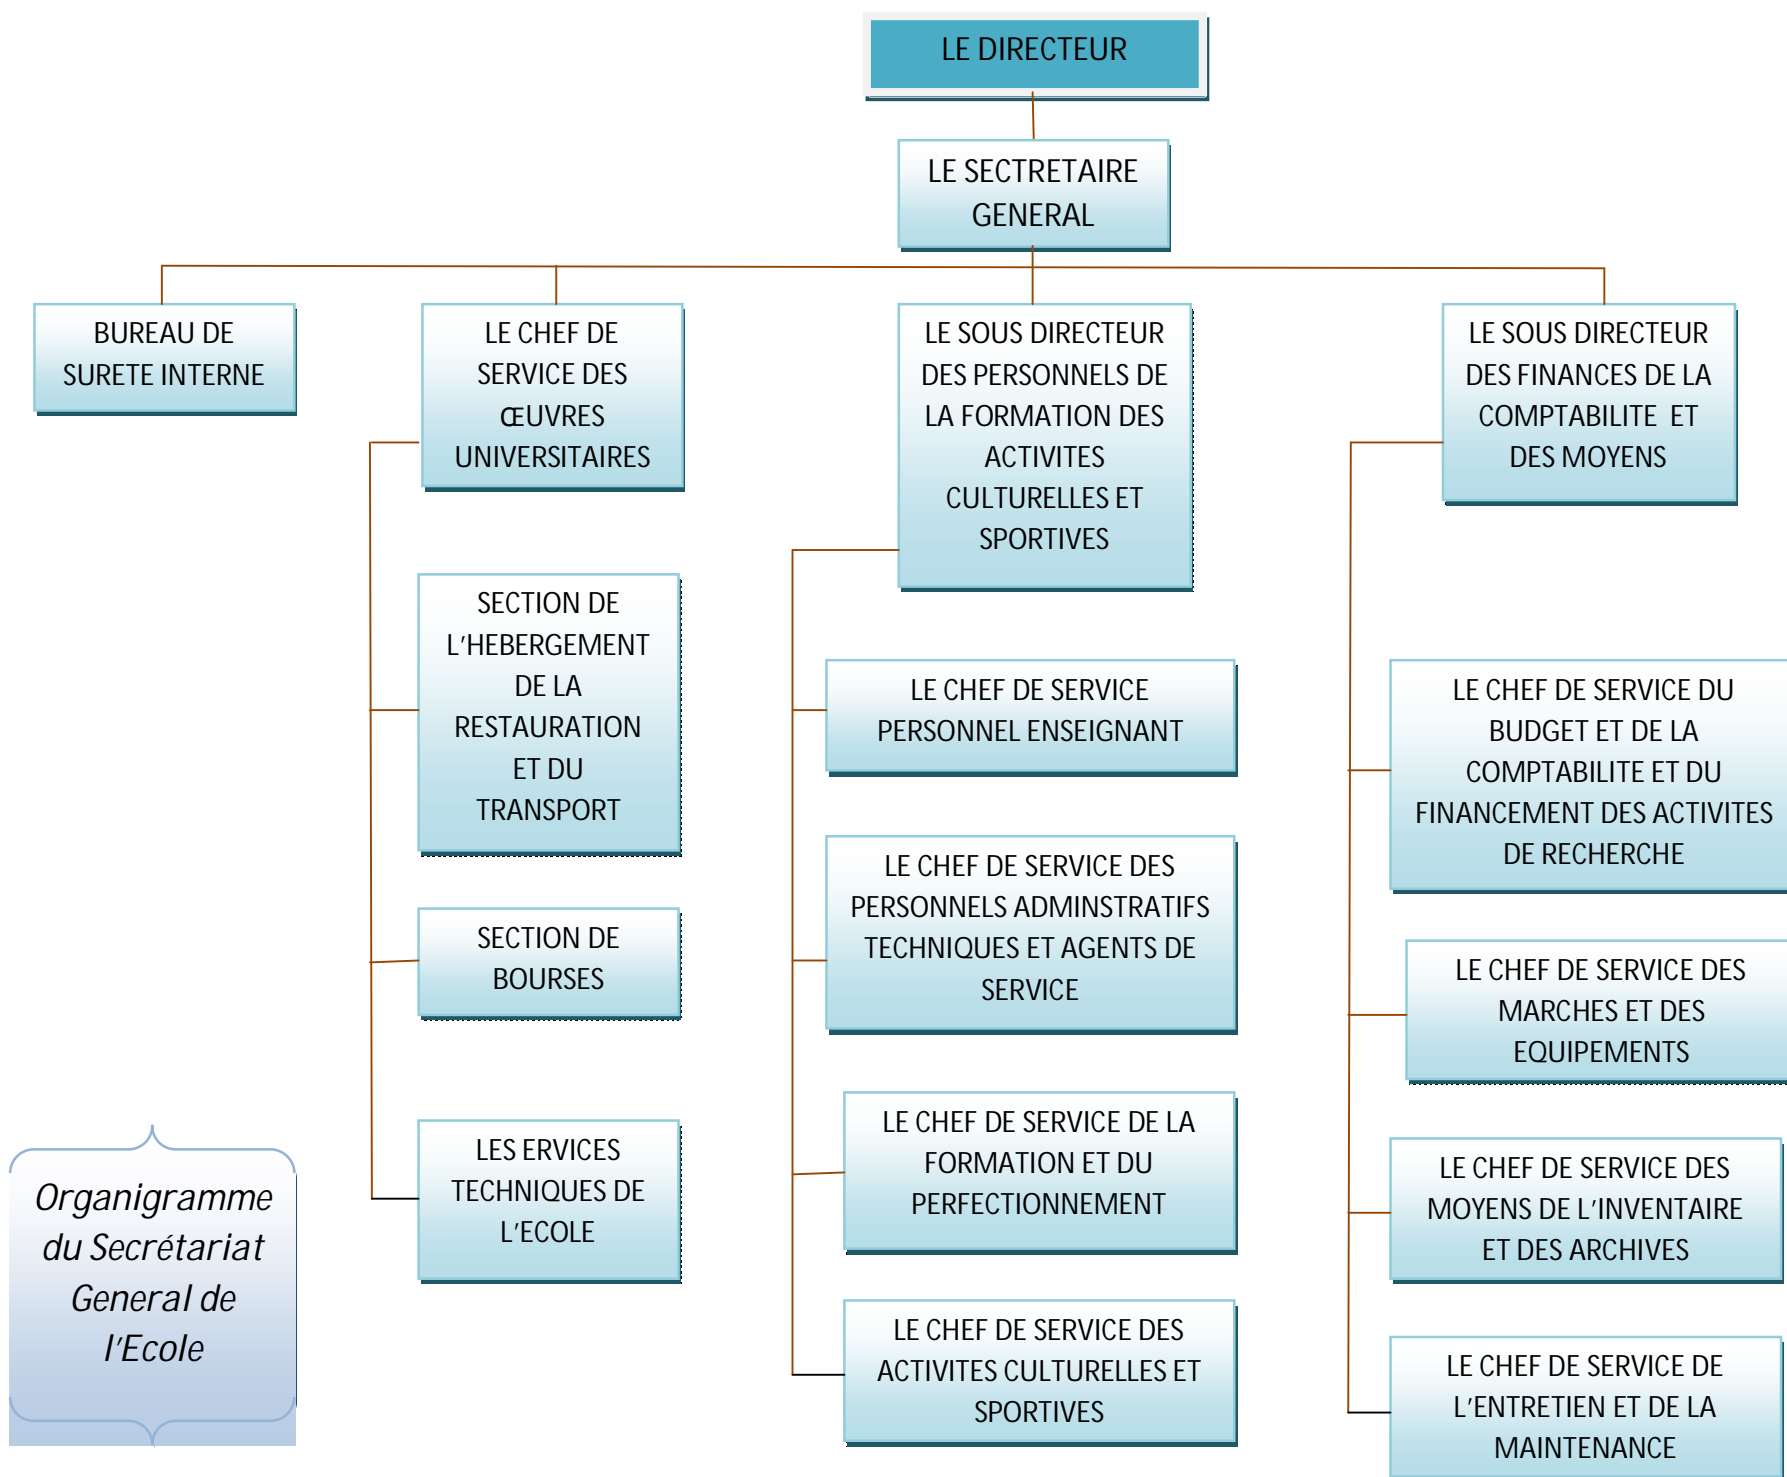 LE DIRECTEUR
LE SECTRETAIRE
GENERAL
BUREAU DE
SURETE INTERNE
LE CHEF DE
SERVICE DES
ŒUVRES
UNIVERSITAIRES
SECTION DE
L'HEBERGEMENT
DE LA
RESTAURATION
ET DU
TRANSPORT
SECTION DE
BOURSES
LES ERVICES
TECHNIQUES DE
L'ECOLE
LE SOUS DIRECTEUR
DES PERSONNELS DE
LA FORMATION DES
ACTIVITES
CULTURELLES ET
SPORTIVES
LE CHEF DE SERVICE
PERSONNEL ENSEIGNANT
LE CHEF DE SERVICE DES
PERSONNELS ADMINSTRATIFS
TECHNIQUES ET AGENTS DE
SERVICE
LE CHEF DE SERVICE DE LA
FORMATION ET DU
PERFECTIONNEMENT
LE CHEF DE SERVICE DES
ACTIVITES CULTURELLES ET
SPORTIVES
LE SOUS DIRECTEUR
DES FINANCES DE LA
COMPTABILITE ET
DES MOYENS
LE CHEF DE SERVICE DU
BUDGET ET DE LA
COMPTABILITE ET DU
FINANCEMENT DES ACTIVITES
DE RECHERCHE
LE CHEF DE SERVICE DES
MARCHES ET DES
EQUIPEMENTS
LE CHEF DE SERVICE DES
MOYENS DE L'INVENTAIRE
ET DES ARCHIVES
LE CHEF DE SERVICE DE
L'ENTRETIEN ET DE LA
MAINTENANCE
Organigramme
du Secrétariat
General de
l'Ecole